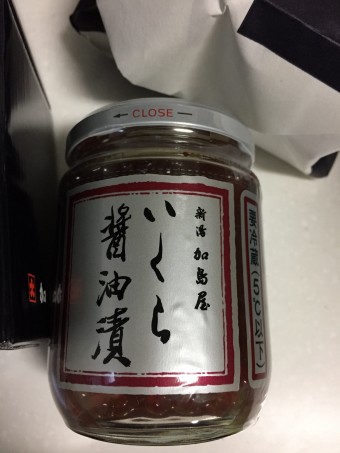 ← CLOSE —
新潟 加島屋
いくら
醤油漬
要冷蔵(5℃以下)